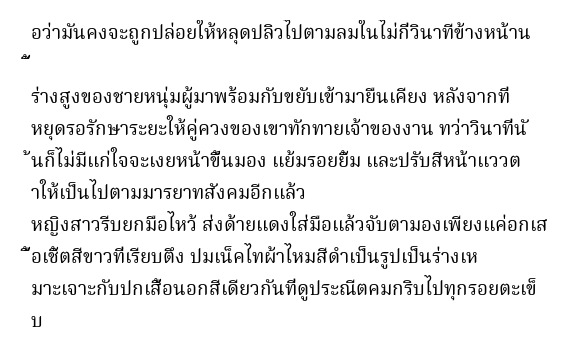 อว่ามันคงจะถูกปล่อยให้หลุดปลิวไปตามลมในไม่กี่วินาทีข้างหน้าน
ี้
ร่างสูงของชายหนุ่มผู้มาพร้อมกับขยับเข้ามายืนเคียง หลังจากที่
หยุดรอรักษาระยะให้คู่ควงของเขาทักทายเจ้าของงาน ทว่าวินาทีนั
้นก็ไม่มีแก่ใจจะเงยหน้าขึ้นมอง แย้มรอยยิ้ม และปรับสีหน้าแววต
าให้เป็นไปตามมารยาทสังคมอีกแล้ว
หญิงสาวรีบยกมือไหว้ ส่งด้ายแดงใส่มือแล้วจับตามองเพียงแค่อกเส
ื้อเชิ้ตสีขาวที่เรียบตึง ปมเน็คไทผ้าไหมสีดำเป็นรูปเป็นร่างเห
มาะเจาะกับปกเสื้อนอกสีเดียวกันที่ดูประณีตคมกริบไปทุกรอยตะเข็
บ